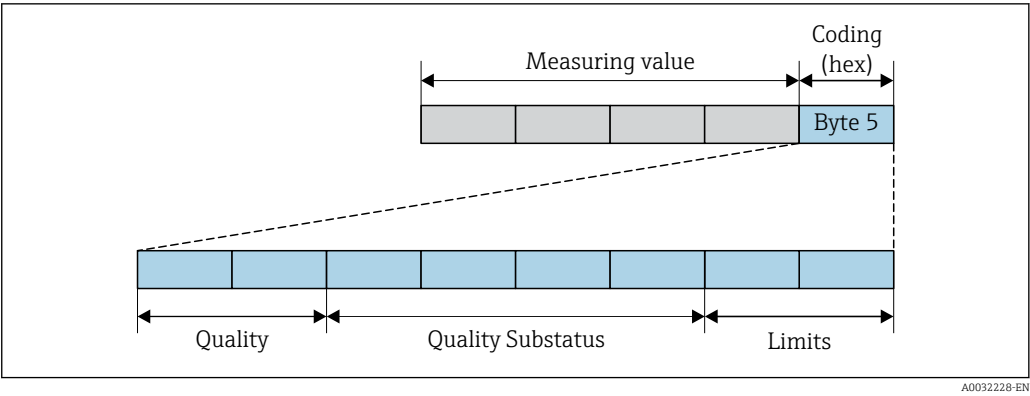 Coding
(hex)
Measuring value
Byte 5
Quality
Quality Substatus
Limits
A0032228-EN